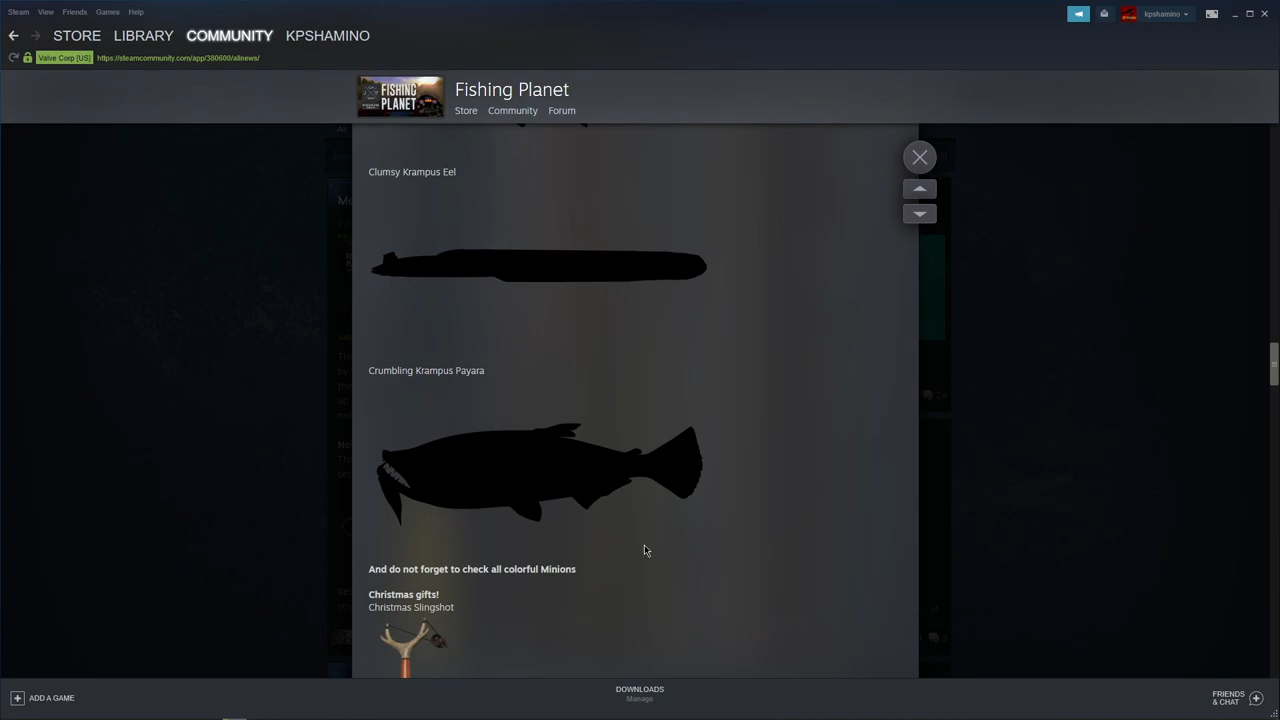 Steam View Friends Games Help
kpshamino
STORE LIBRARY COMMUNITY KPSHAMINO
Valve Corp [US] https://steamcommunity.com/app/380600/allnews/
FISHING PLANET
Fishing Planet
Store Community Forum
Clumsy Krampus Eel
Crumbling Krampus Payara
And do not forget to check all colorful Minions
Christmas gifts!
Christmas Slingshot
ADD A GAME
DOWNLOADS
Manage
FRIENDS
& CHAT